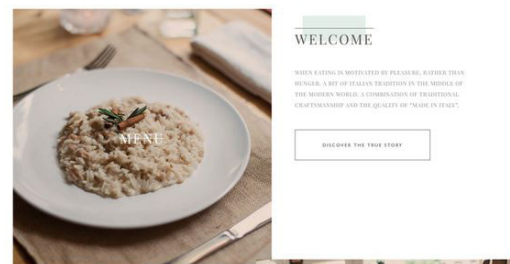 MENU
WELCOME
WHEN EATING IS MOTIVATED BY PLEASURE, RATHER THAN
HUNGER. A BIT OF ITALIAN TRADITION IN THE MIDDLE OF
THE MODERN WORLD. A COMBINATION OF TRADITIONAL
CRAFTSMANSHIP AND THE QUALITY OF "MADE IN ITALY".
DISCOVER THE TRUE STORY